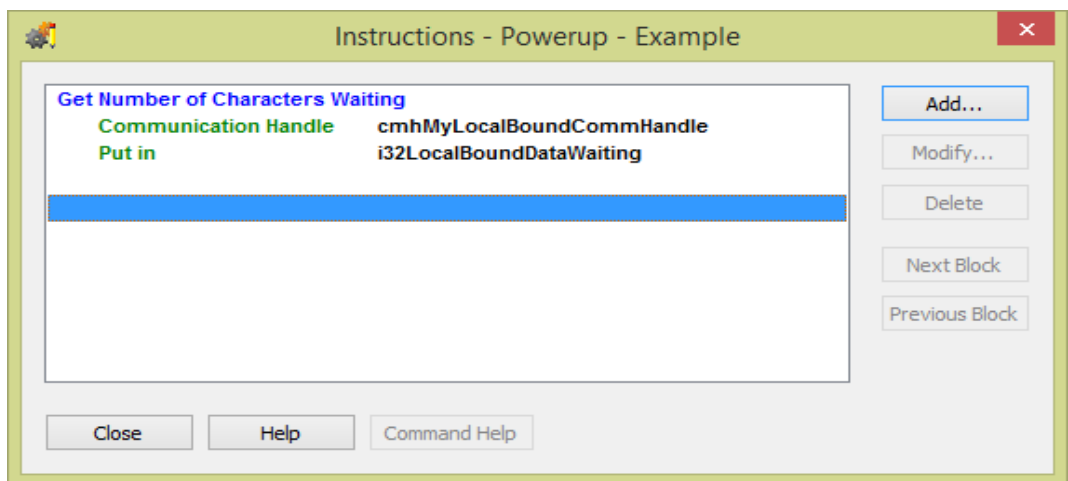 Instructions - Powerup - Example
Get Number of Characters Waiting
Communication Handle cmhMyLocalBoundCommHandle
Put in i32LocalBoundDataWaiting
Add...
Modify...
Delete
Next Block
Previous Block
Close Help Command Help